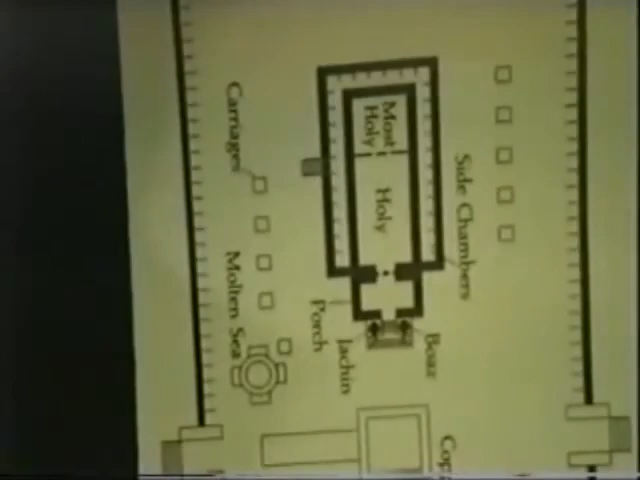 Carriages
Most
Holy
Holy
Side Chambers
Molten Sea
Porch
Jachin
Boaz